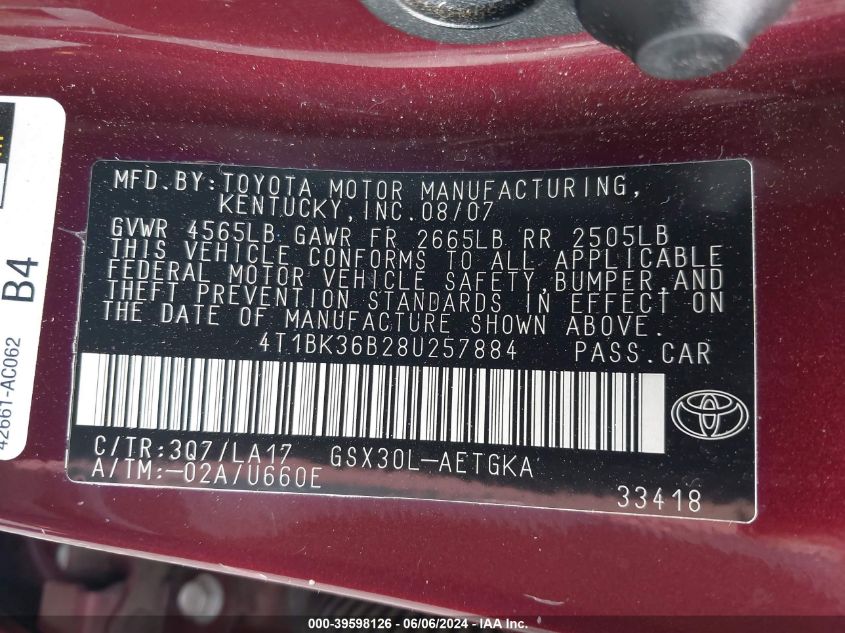 MFD.BY:TOYOTA MOTOR MANUFACTURING,
KENTUCKY,INC.08/07
GVWR 4565LB GAWR FR 2665LB RR 2505LB
THIS VEHICLE CONFORMS TO ALL APPLICABLE
FEDERAL MOTOR VEHICLE SAFETY,BUMPER,AND
THEFT PREVENTION STANDARDS IN EFFECT ON
THE DATE OF MANUFACTURE SHOWN ABOVE.
4T1BK36B28U257884 PASS.CAR
C/TR:3Q7/LA17 GSX30L-AETGKA
A/TM:-02A/U660E
33418
B4
42661-AC062
000-39598126 - 06/06/2024 - Copyright © IAA, LLC